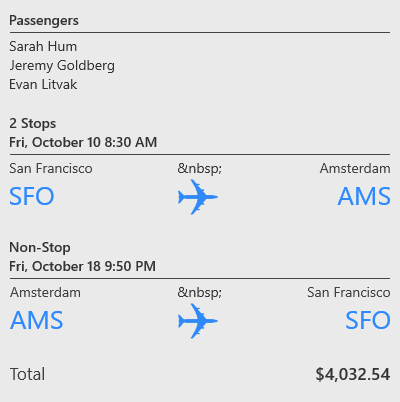 Passengers
Sarah Hum
Jeremy Goldberg
Evan Litvak
2 Stops
Fri, October 10 8:30 AM
San Francisco &nbsp; Amsterdam
SFO AMS
Non-Stop
Fri, October 18 9:50 PM
Amsterdam &nbsp; San Francisco
AMS SFO
Total $4,032.54